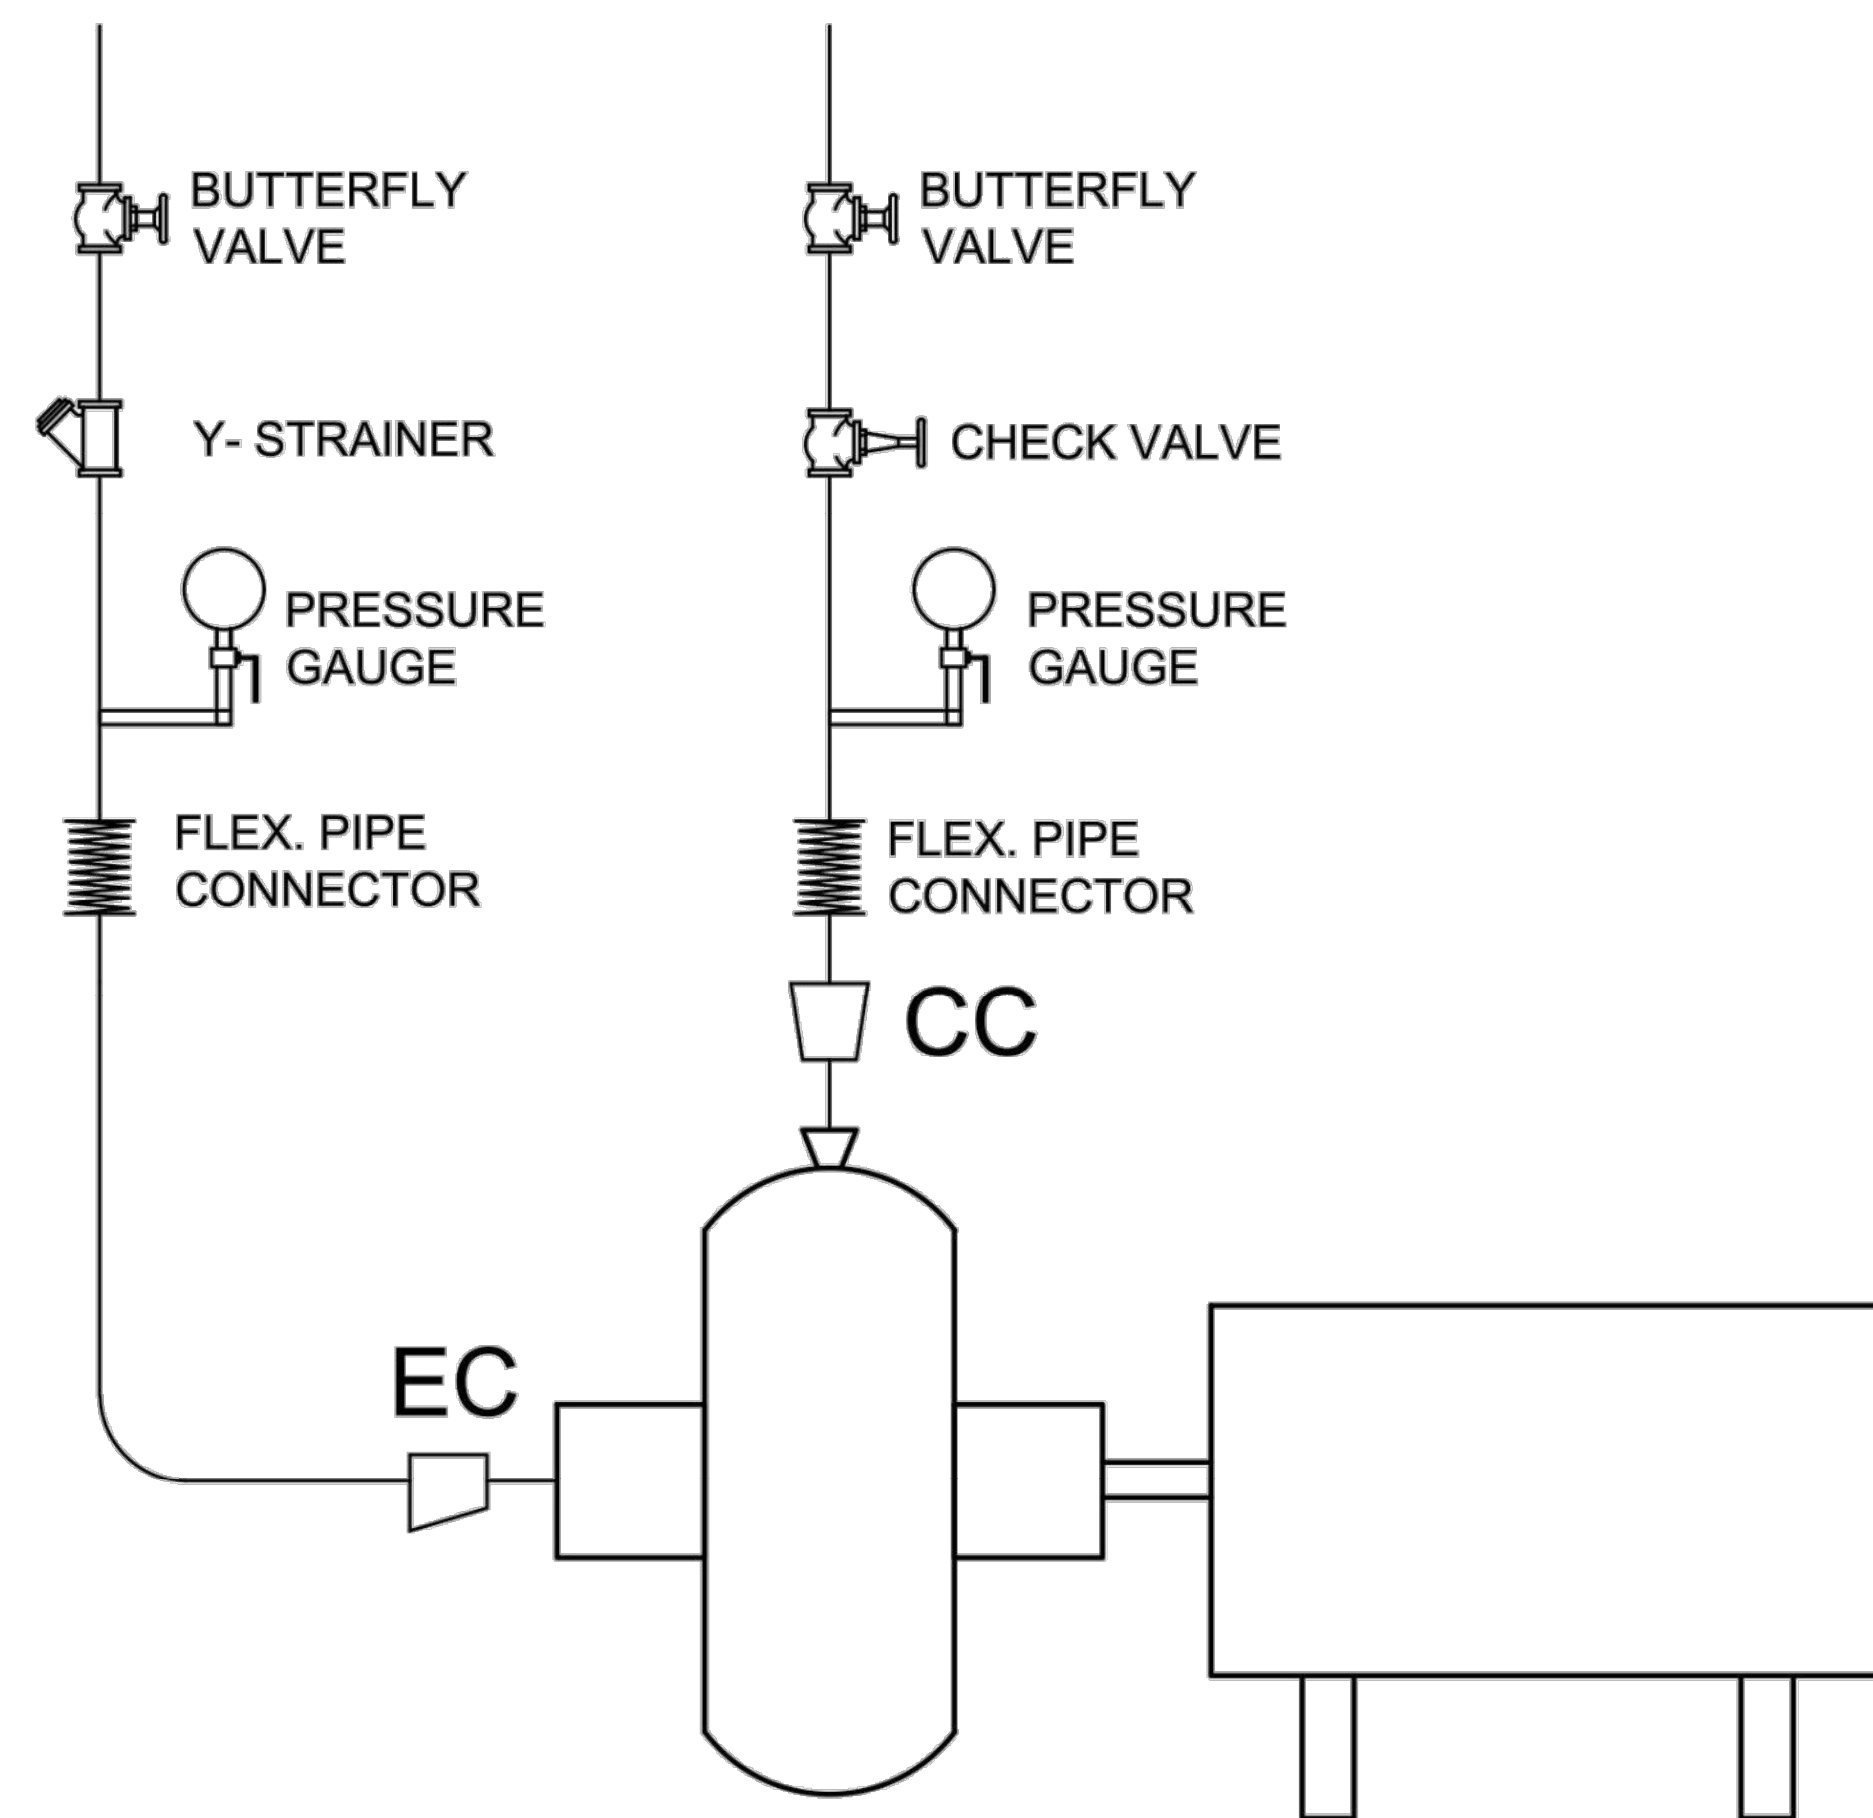 BUTTERFLY
VALVE
BUTTERFLY
VALVE
Y- STRAINER
CHECK VALVE
PRESSURE
GAUGE
PRESSURE
GAUGE
FLEX. PIPE
CONNECTOR
FLEX. PIPE
CONNECTOR
CC
EC